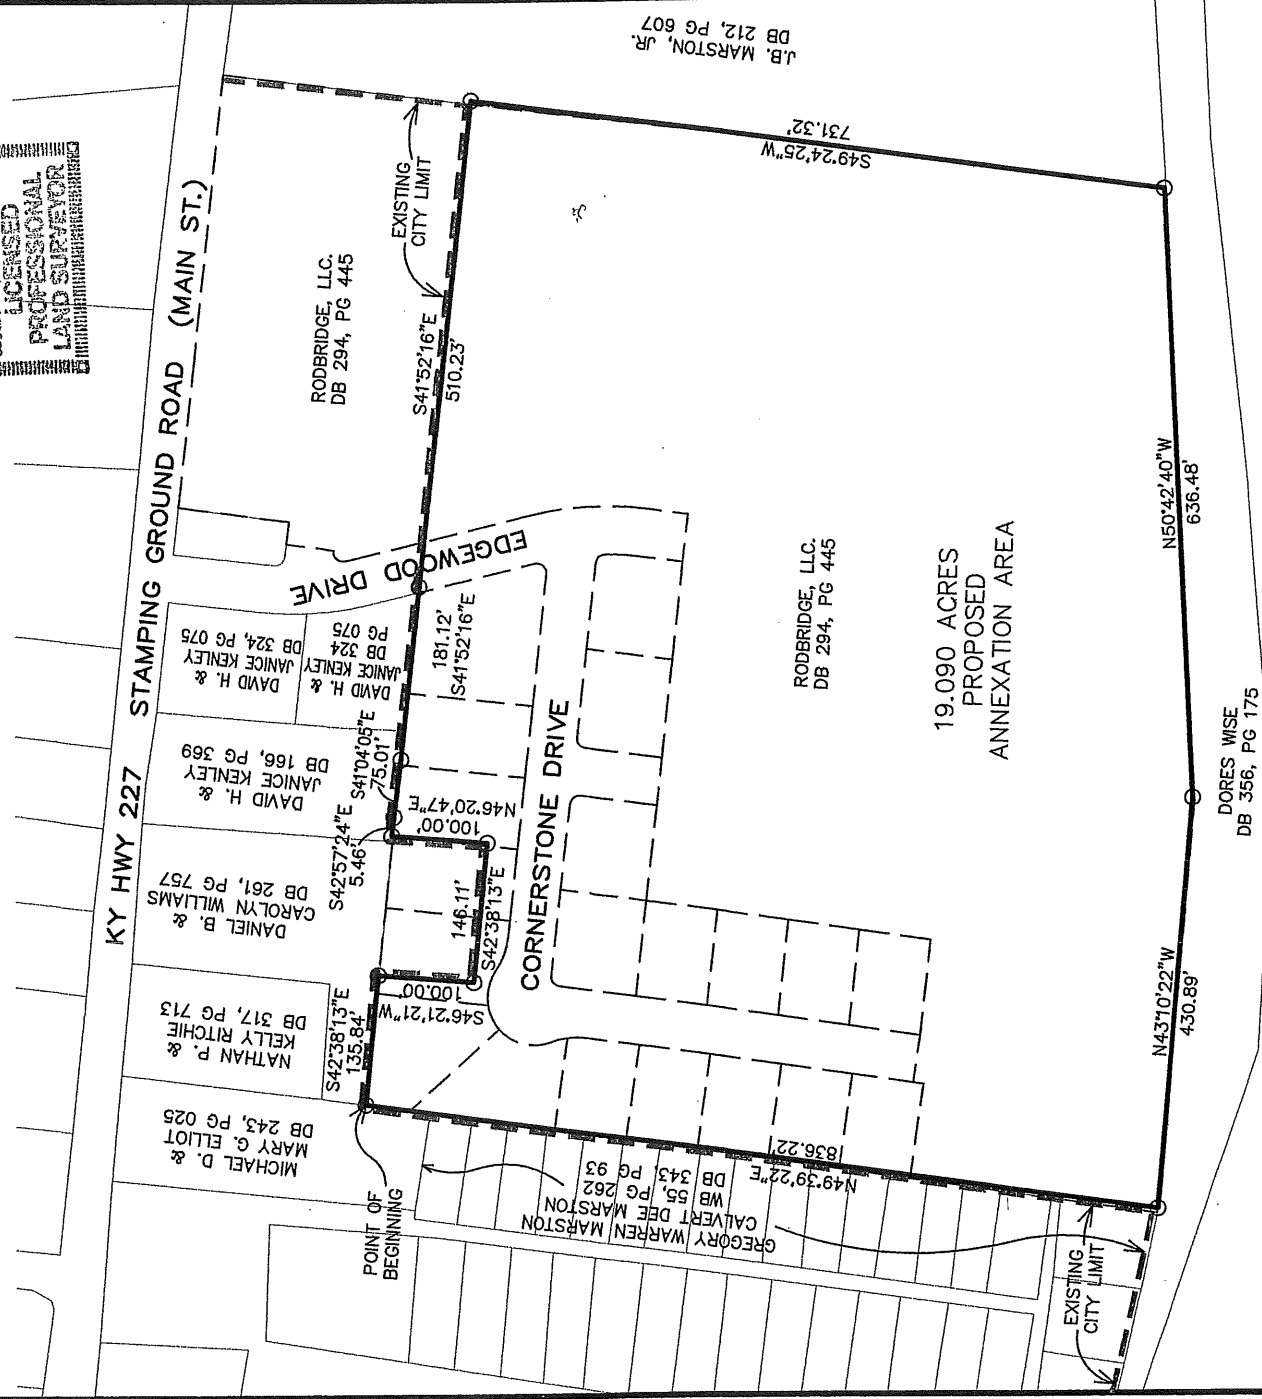 J.B. MARSTON, JR.
DB 212, PG 607
LICENSED
PROFESSIONAL
LAND SURVEYOR
KY HWY 227 STAMPING GROUND ROAD (MAIN ST.)
EXISTING
CITY LIMIT
RODBRIDGE, LLC.
DB 294, PG 445
S41°52'16"E
510.23'
S49°24'25"W
731.32'
EDGEWOOD DRIVE
DAVID H. &
JANICE KENLEY
DB 324, PG 075
DAVID H. &
JANICE KENLEY
DB 324
PG 075
181.12'
S41°52'16"E
DAVID H. &
JANICE KENLEY
DB 166, PG 369
S41°04'05"E
75.01'
N46°20'47"E
100.00'
S42°57'24"E
5.46'
DANIEL B. &
CAROLYN WILLIAMS
DB 261, PG 757
146.11'
S42°38'13"E
CORNERSTONE DRIVE
S46°21'21"W
100.00'
NATHAN P. &
KELLY RITCHIE
DB 317, PG 713
S42°38'13"E
135.84'
MICHAEL D. &
MARY G. ELLIOT
DB 243, PG 025
POINT OF
BEGINNING
RODBRIDGE, LLC.
DB 294, PG 445
19.090 ACRES
PROPOSED
ANNEXATION AREA
N50°42'40"W
636.48'
DORES WISE
DB 356, PG 175
N43°10'22"W
430.89'
N49°39'22"E
836.22'
GREGORY WARREN MARSTON
CALVERT DEE MARSTON
WB 55, PG 262
DB 343, PG 93
EXISTING
CITY LIMIT